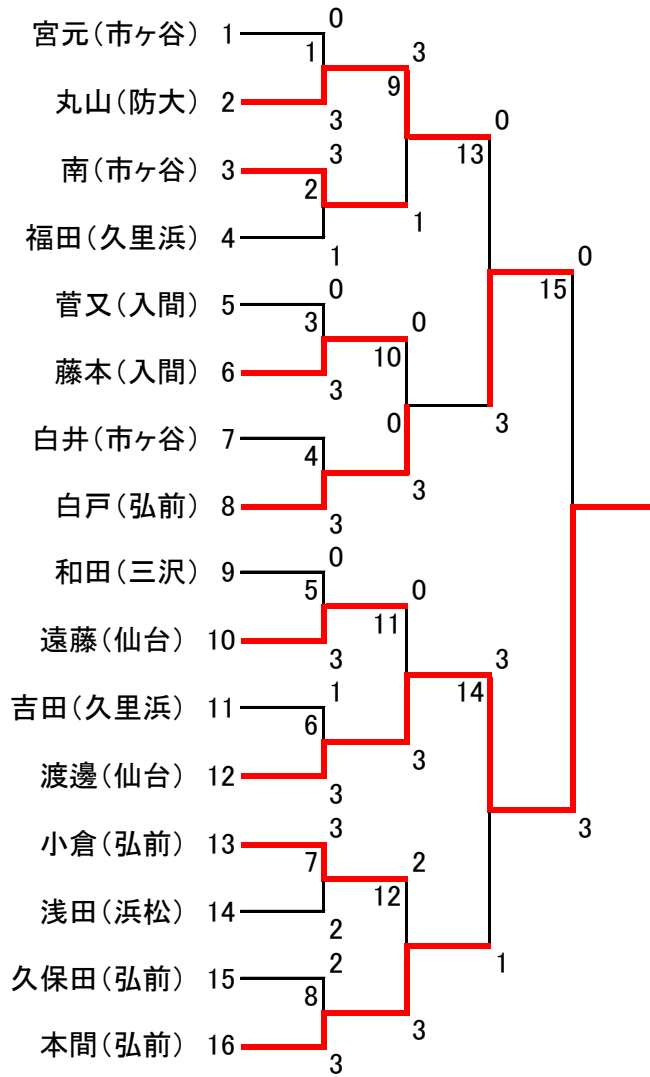 0
宮元(市ヶ谷) 1
1 3
丸山(防大) 2 9
3 0
3 13
南(市ヶ谷) 3
2
1
福田(久里浜) 4
1
0 0
菅又(入間) 5 15
3 0
10
藤本(入間) 6
3
0 3
白井(市ヶ谷) 7
4
3
白戸(弘前) 8
3
0
和田(三沢) 9
5 0
11
遠藤(仙台) 10
3 3
1 14
吉田(久里浜) 11
6
3
渡邊(仙台) 12
3
3 3
小倉(弘前) 13
7 2
12
浅田(浜松) 14
2
2 1
久保田(弘前) 15
8
3
本間(弘前) 16
3